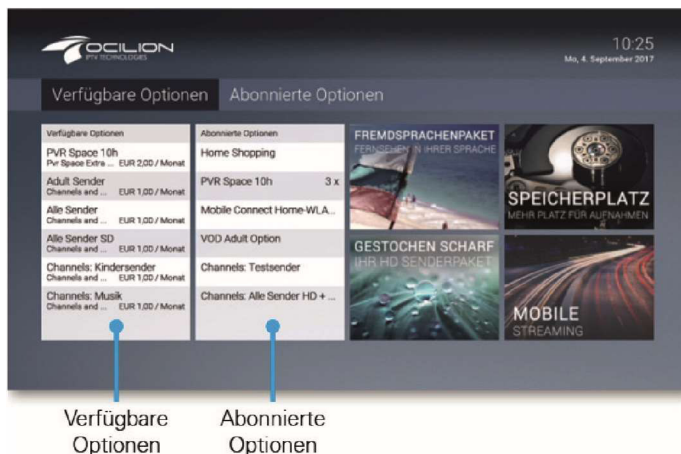 OCILION
IPTV TECHNOLOGIES
10:25
Mo, 4. September 2017
Verfügbare Optionen
Abonnierte Optionen
Verfügbare Optionen
PVR Space 10h
Pvr Space Extra ... EUR 2,00 / Monat
Adult Sender
Channels and ... EUR 1,00 / Monat
Alle Sender
Channels and ... EUR 1,00 / Monat
Alle Sender SD
Channels and ... EUR 1,00 / Monat
Channels: Kindersender
Channels and ... EUR 1,00 / Monat
Channels: Musik
Channels and ... EUR 1,00 / Monat
Abonnierte Optionen
Home Shopping
PVR Space 10h 3 x
Mobile Connect Home-WLA...
VOD Adult Option
Channels: Testsender
Channels: Alle Sender HD + ...
FREMDSPRACHENPAKET
FERNSEHEN IN IHRER SPRACHE
SPEICHERPLATZ
MEHR PLATZ FÜR AUFNAHMEN
GESTOCHEN SCHARF
IHR HD SENDERPAKET
MOBILE
STREAMING
Verfügbare
Optionen
Abonnierte
Optionen